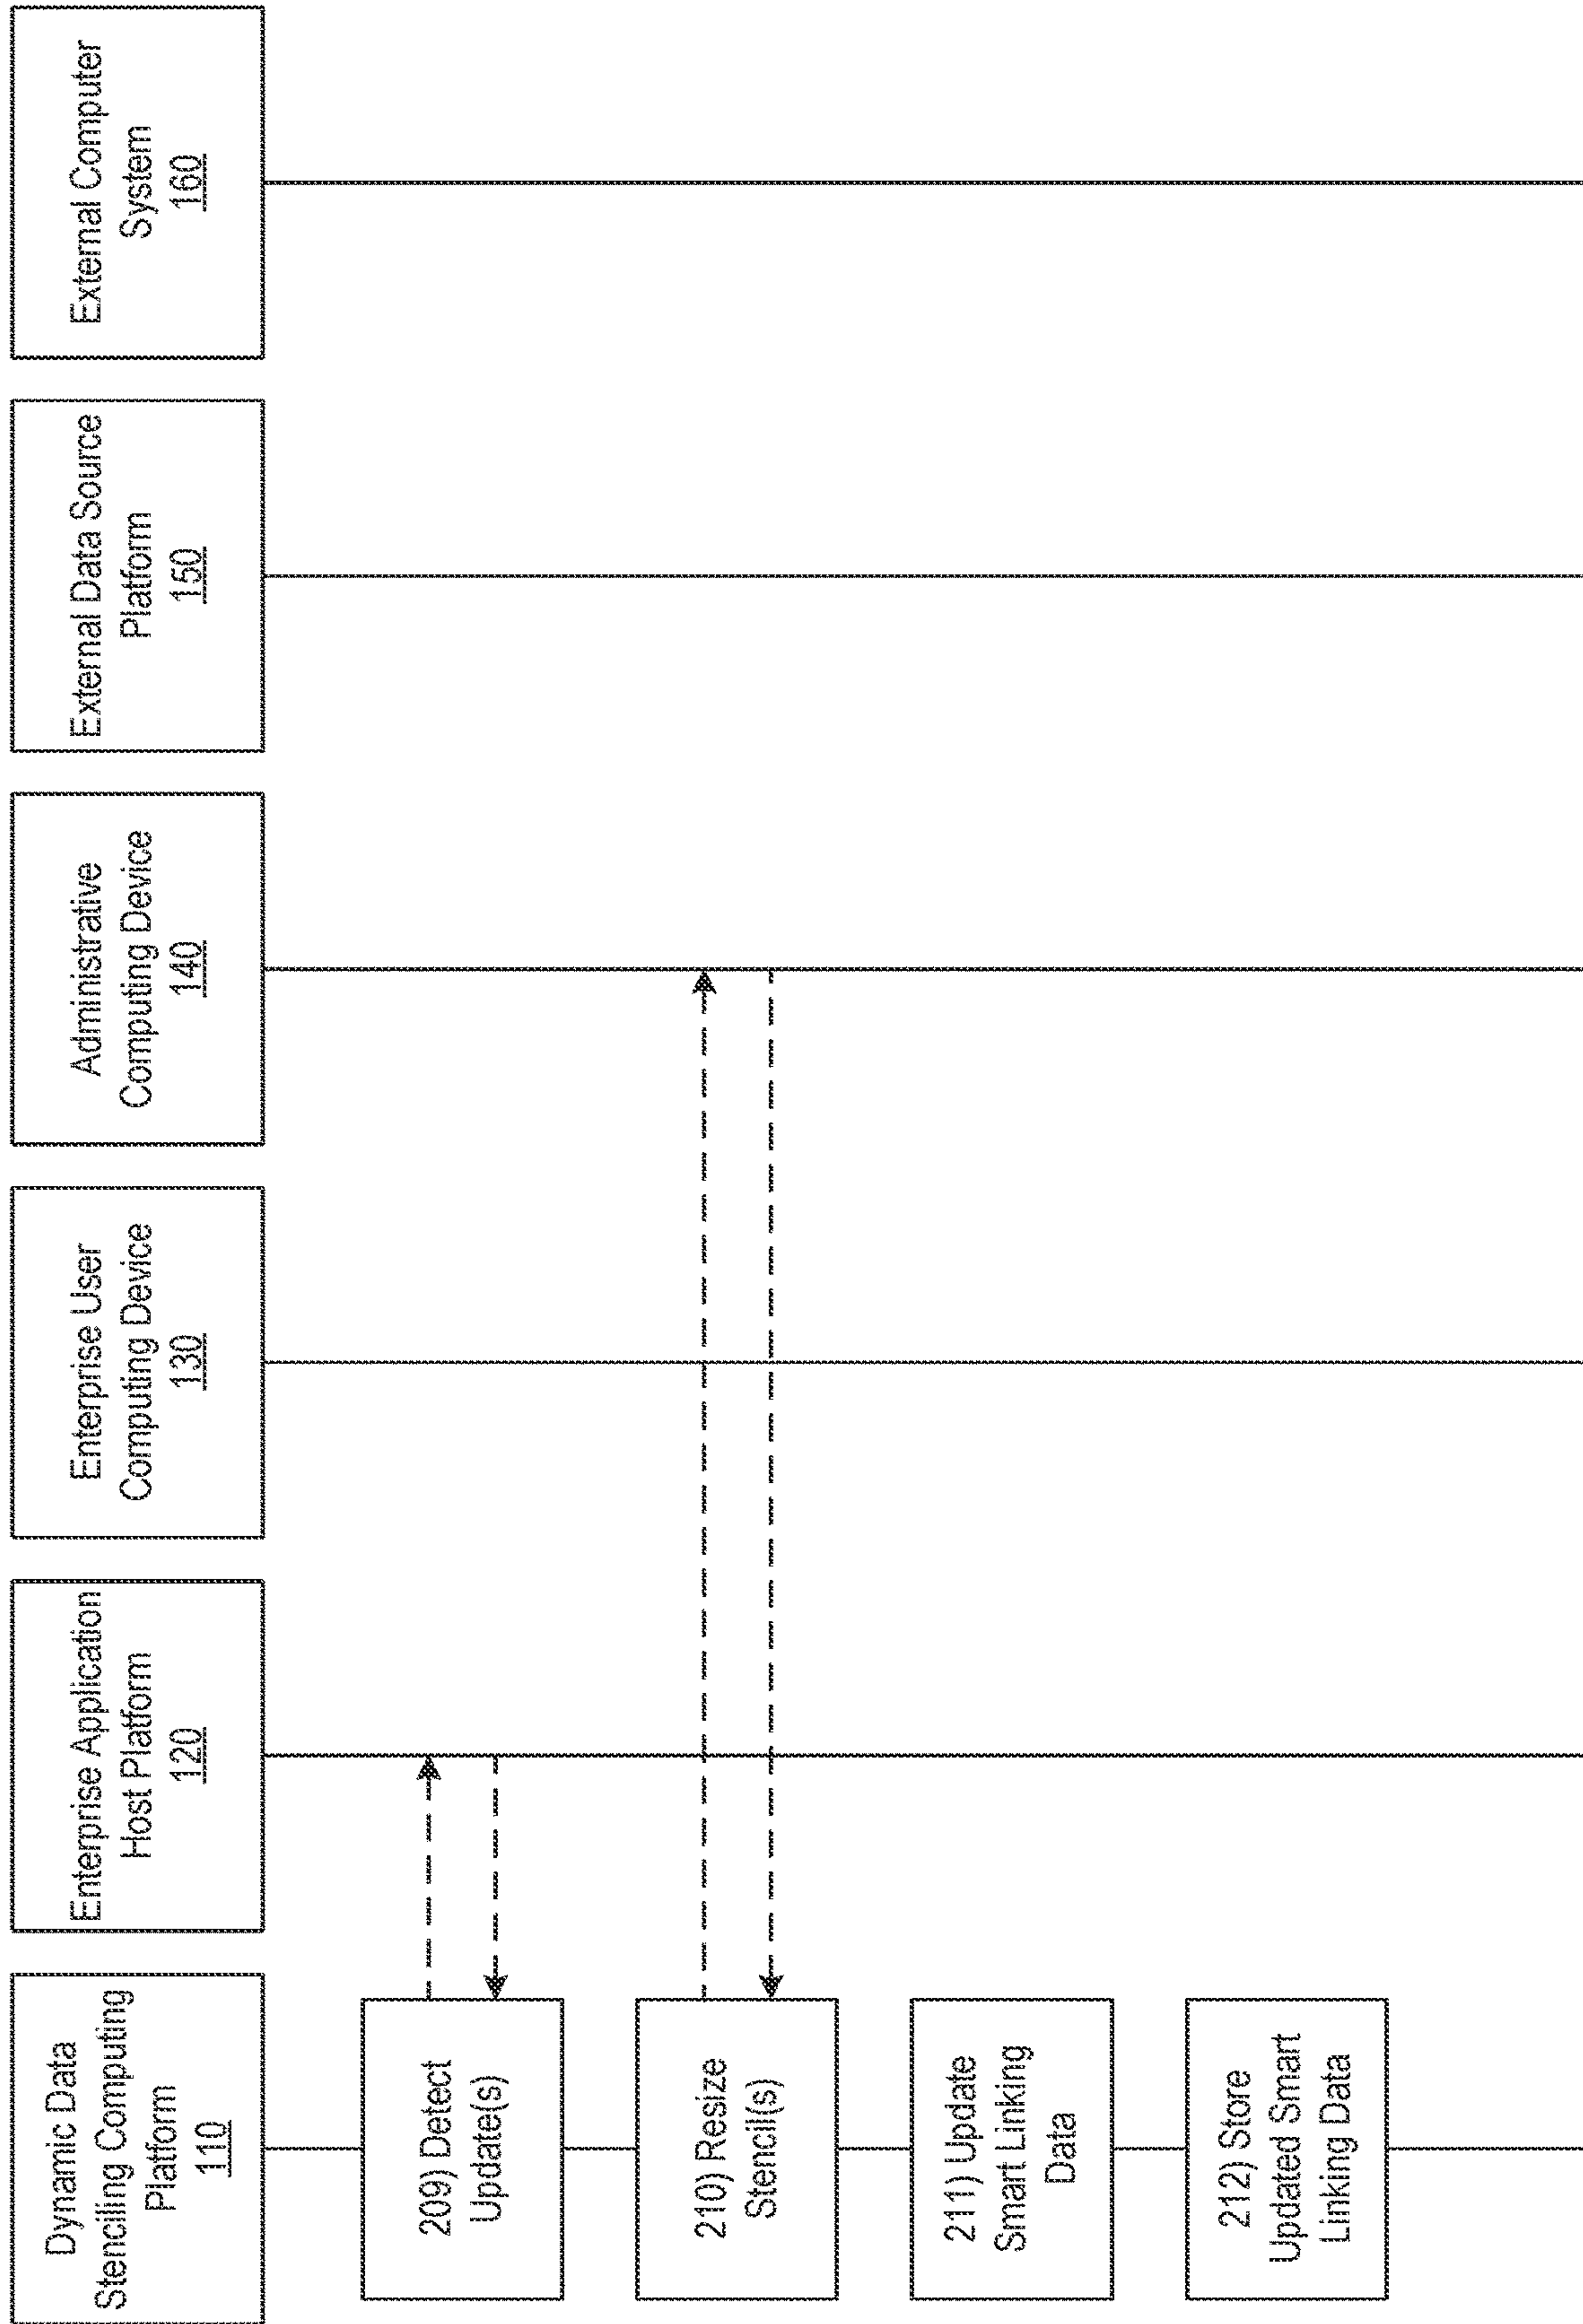 Dynamic Data
Stenciling Computing
Platform
110
Enterprise Application
Host Platform
120
Enterprise User
Computing Device
130
Administrative
Computing Device
140
External Data Source
Platform
150
External Computer
System
160
209) Detect
Update(s)
210) Resize
Stencil(s)
211) Update
Smart Linking
Data
212) Store
Updated Smart
Linking Data